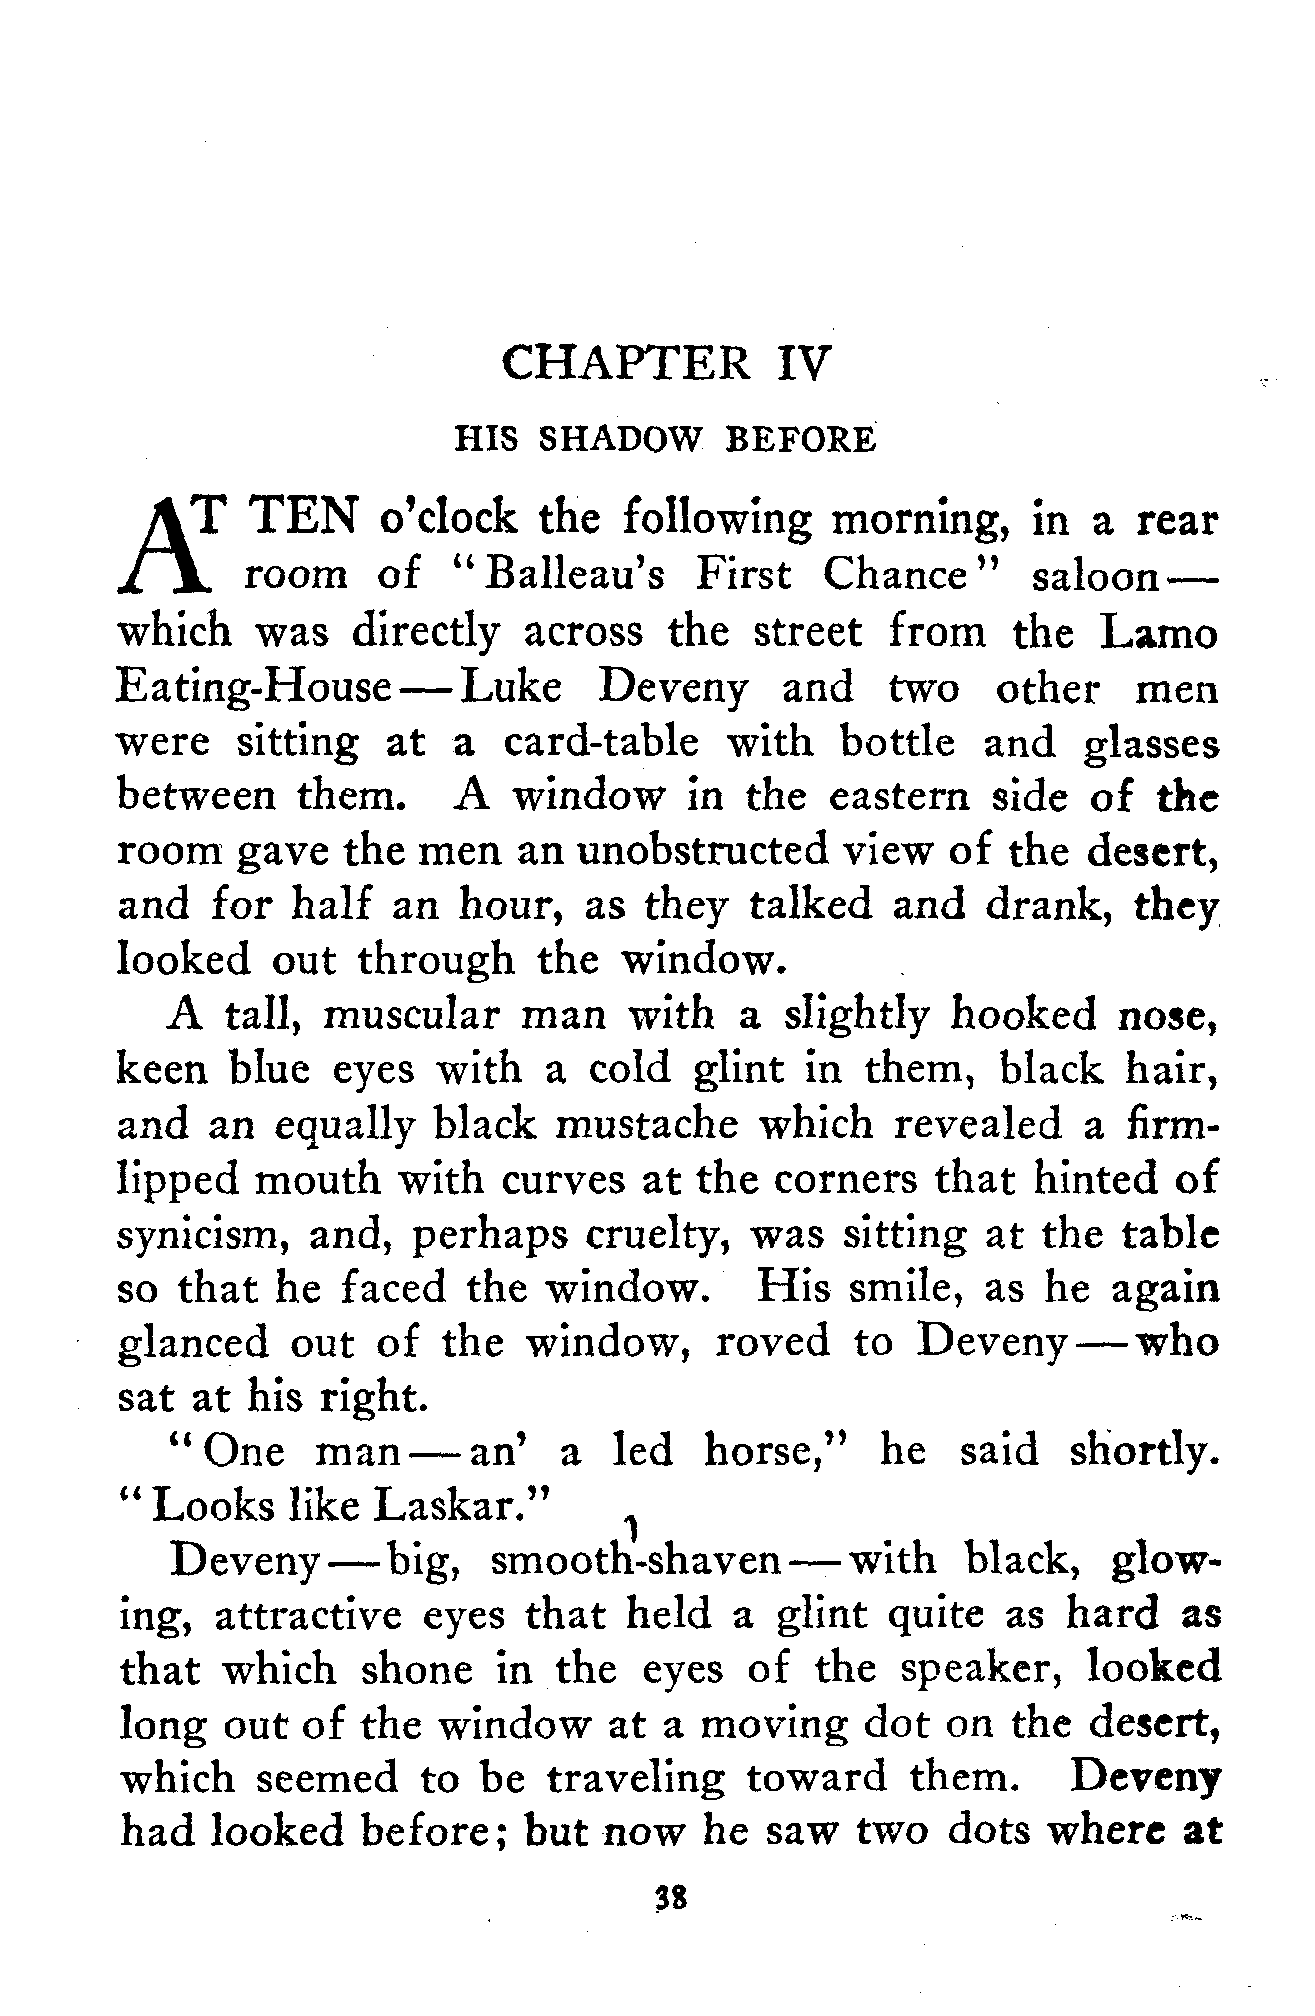 CHAPTER IV
HIS SHADOW BEFORE
AT TEN o'clock the following morning, in a rear
room of "Balleau's First Chance" saloon—
which was directly across the street from the Lamo
Eating-House—Luke Deveny and two other men
were sitting at a card-table with bottle and glasses
between them. A window in the eastern side of the
room gave the men an unobstructed view of the desert,
and for half an hour, as they talked and drank, they
looked out through the window.
A tall, muscular man with a slightly hooked nose,
keen blue eyes with a cold glint in them, black hair,
and an equally black mustache which revealed a firm-
lipped mouth with curves at the corners that hinted of
synicism, and, perhaps cruelty, was sitting at the table
so that he faced the window. His smile, as he again
glanced out of the window, roved to Deveny—who
sat at his right.
"One man—an' a led horse," he said shortly.
"Looks like Laskar."
Deveny—big, smooth-shaven—with black, glow-
ing, attractive eyes that held a glint quite as hard as
that which shone in the eyes of the speaker, looked
long out of the window at a moving dot on the desert,
which seemed to be traveling toward them. Deveny
had looked before; but now he saw two dots where at
38